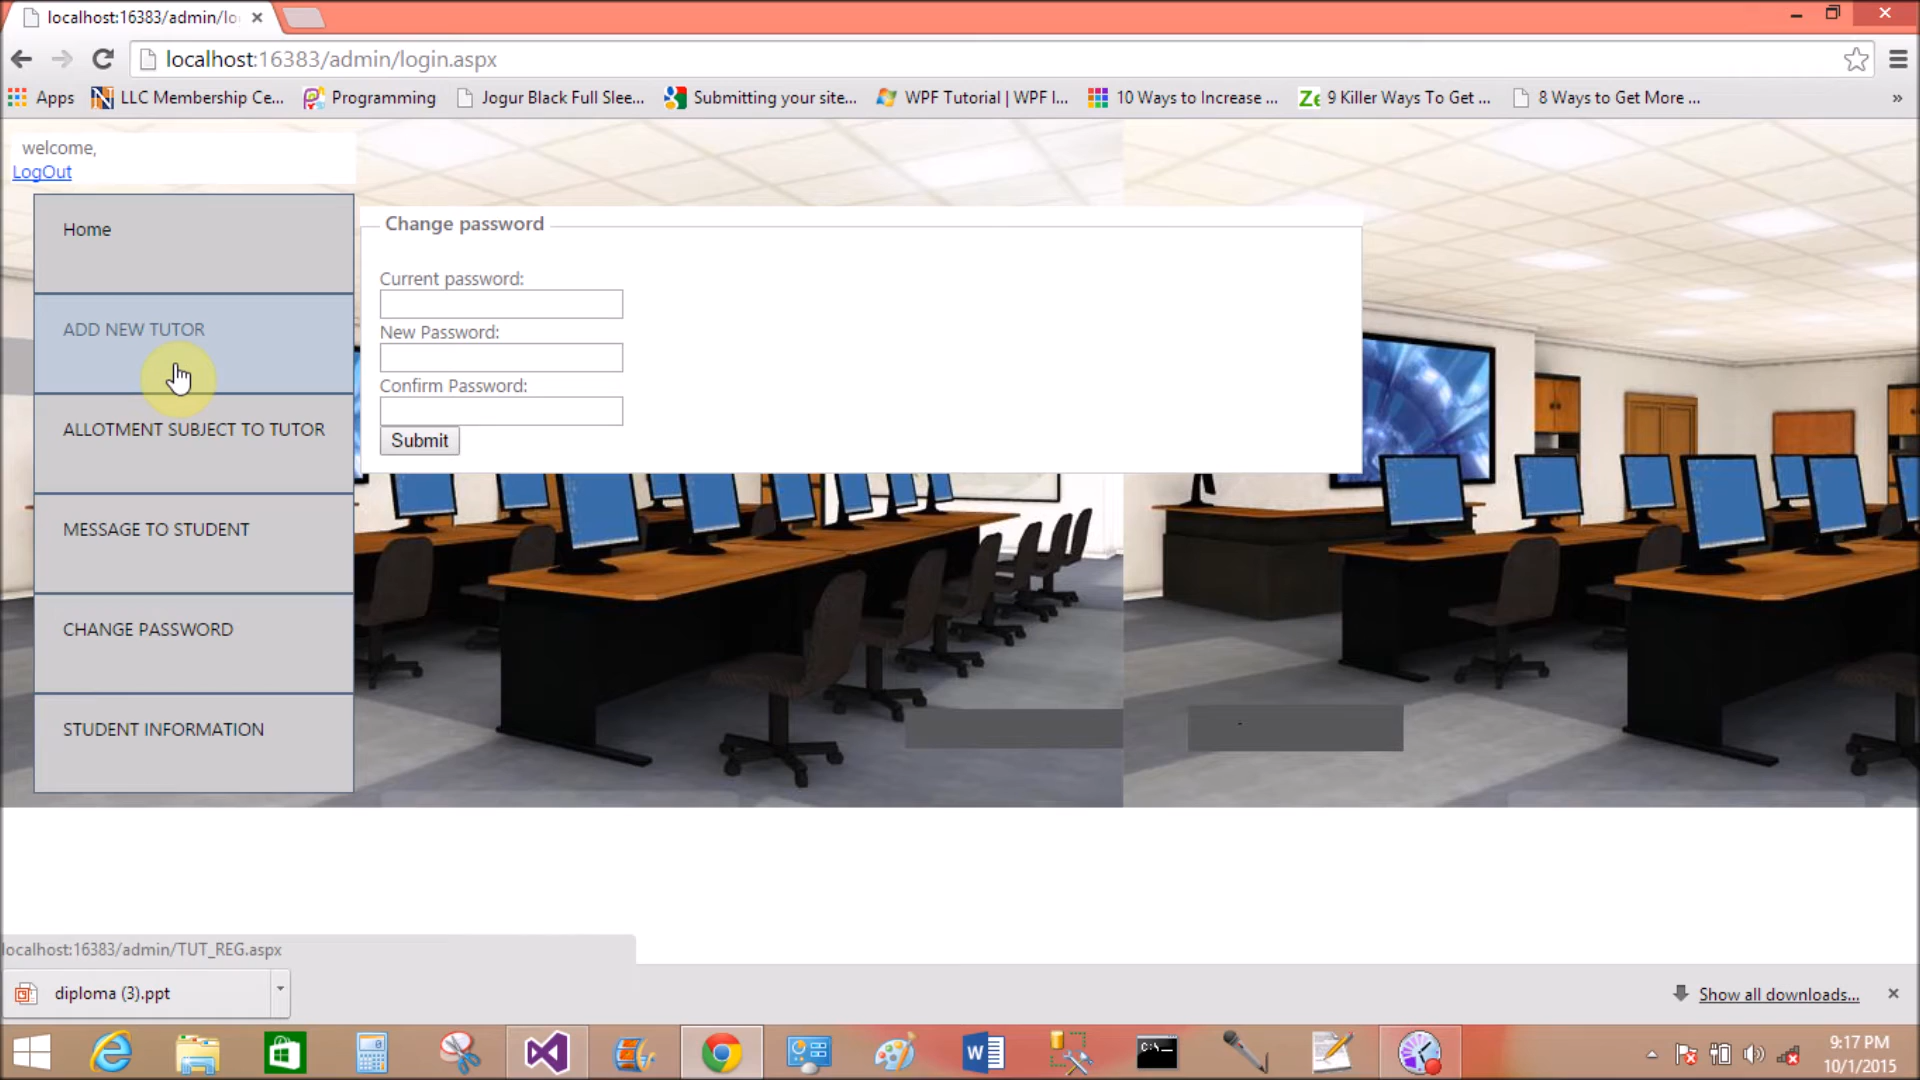 localhost:16383/admin/lo
localhost:16383/admin/login.aspx
Apps
LLC Membership Ce...
Programming
Jogur Black Full Slee...
Submitting your site...
WPF Tutorial | WPF I...
10 Ways to Increase ...
9 Killer Ways To Get ...
8 Ways to Get More ...
»
welcome,
LogOut
Home
ADD NEW TUTOR
ALLOTMENT SUBJECT TO TUTOR
MESSAGE TO STUDENT
CHANGE PASSWORD
STUDENT INFORMATION
Change password
Current password:
New Password:
Confirm Password:
Submit
localhost:16383/admin/TUT_REG.aspx
diploma (3).ppt
Show all downloads...
9:17 PM
10/1/2015